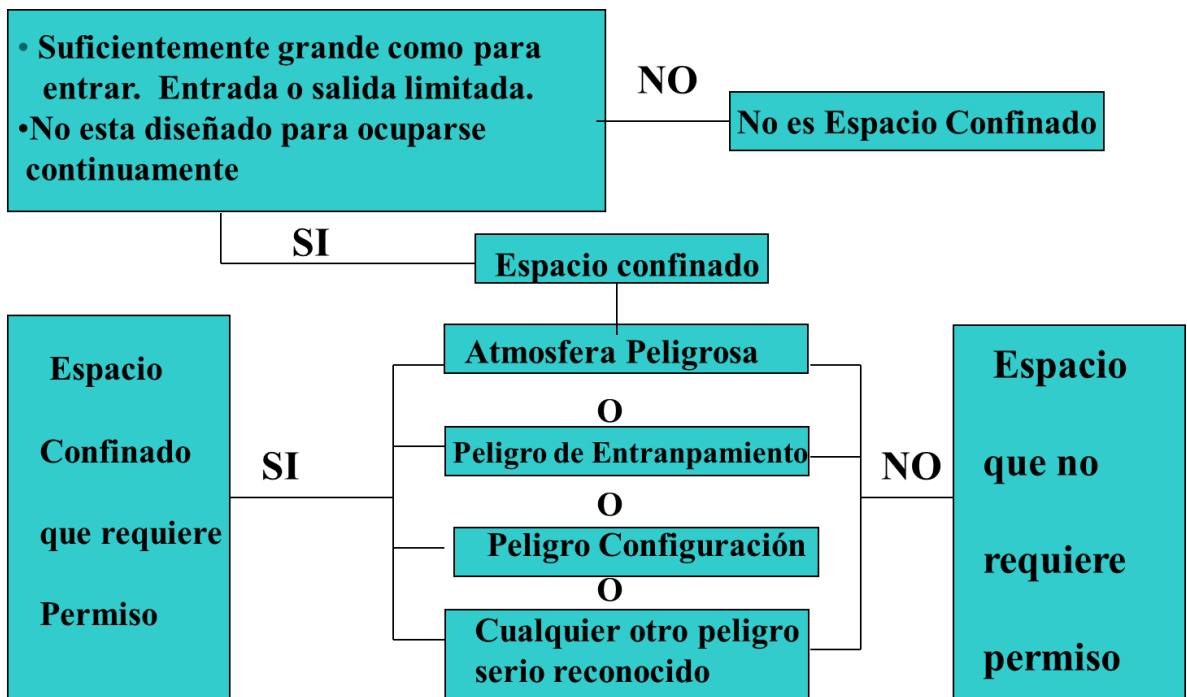 • Suficientemente grande como para
entrar. Entrada o salida limitada.
•No esta diseñado para ocuparse
continuamente
NO
No es Espacio Confinado
SI
Espacio confinado
Espacio
Confinado
que requiere
Permiso
SI
Atmosfera Peligrosa
O
Peligro de Entranpamiento
O
Peligro Configuración
O
Cualquier otro peligro
serio reconocido
NO
Espacio
que no
requiere
permiso